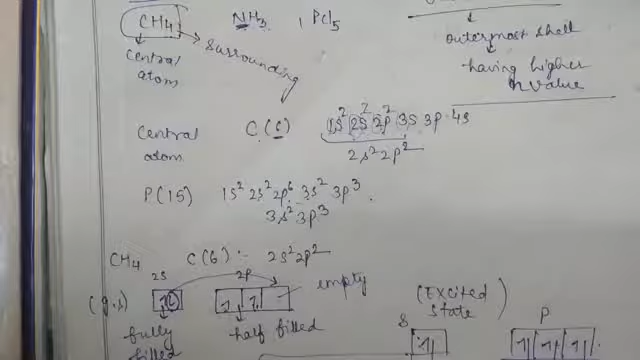 CH4 NH3, PCl5
central atom
Surrounding
outermost shell
having higher
n value
Central atom C(6) 1s² 2s² 2p² 3s 3p 4s
2s² 2p²
P(15) 1s² 2s² 2p⁶ 3s² 3p³
3s² 3p³
CH4 C(6) :- 2s² 2p²
2s 2p
(g.s) empty
fully filled
half filled
(Excited State)
S P